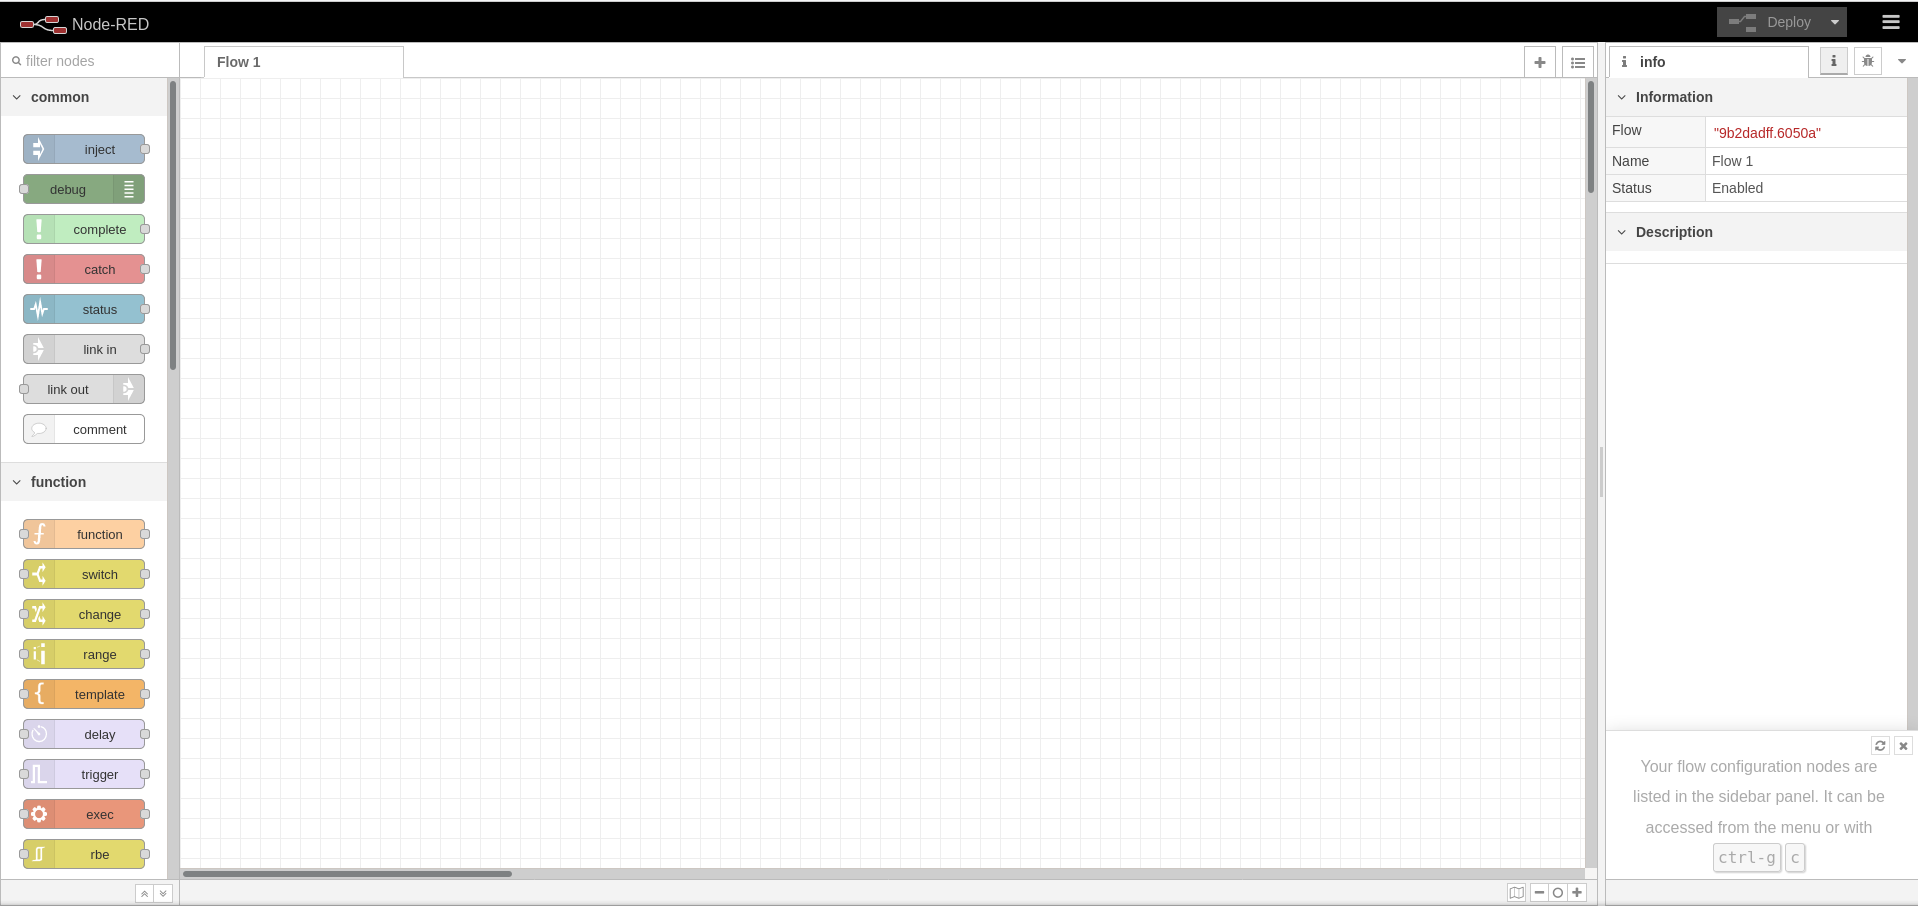 Node-RED
Deploy
filter nodes
Flow 1
info
common
inject
debug
complete
catch
status
link in
link out
comment
function
function
switch
change
range
template
delay
trigger
exec
rbe
Information
Flow "9b2dadff.6050a"
Name Flow 1
Status Enabled
Description
Your flow configuration nodes are
listed in the sidebar panel. It can be
accessed from the menu or with
ctrl-g c